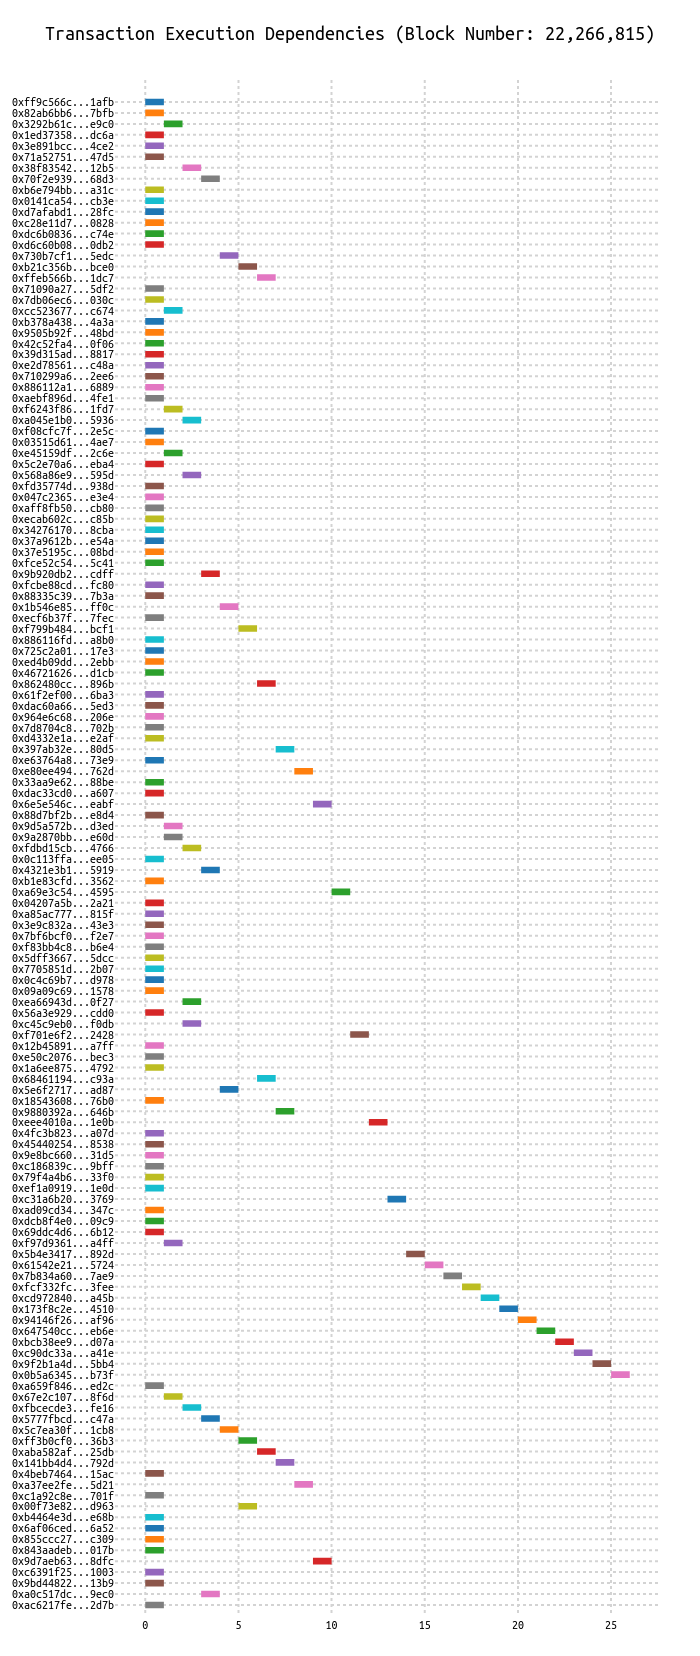 Transaction Execution Dependencies (Block Number: 22,266,815)
0xff9c566c...1afb
0x82ab6bb6...7bfb
0x3292b61c...e9c0
0x1ed37358...dc6a
0x3e891bcc...4ce2
0x71a52751...47d5
0x38f83542...12b5
0x70f2e939...68d3
0xb6e794bb...a31c
0x0141ca54...cb3e
0xd7afabd1...28fc
0xc28e11d7...0828
0xdc6b0836...c74e
0xd6c60b08...0db2
0x730b7cf1...5edc
0xb21c356b...bce0
0xffeb566b...1dc7
0x71090a27...5df2
0x7db06ec6...030c
0xcc523677...c674
0xb378a438...4a3a
0x9505b92f...48bd
0x42c52fa4...0f06
0x39d315ad...8817
0xe2d78561...c48a
0x710299a6...2ee6
0x886112a1...6889
0xaebf896d...4fe1
0xf6243f86...1fd7
0xa045e1b0...5936
0xf08cfc7f...2e5c
0x03515d61...4ae7
0xe45159df...2c6e
0x5c2e70a6...eba4
0x568a86e9...595d
0xfd35774d...938d
0x047c2365...e3e4
0xaff8fb50...cb80
0xecab602c...c85b
0x34276170...8cba
0x37a9612b...e54a
0x37e5195c...08bd
0xfce52c54...5c41
0x9b920db2...cdff
0xfcbe88cd...fc80
0x88335c39...7b3a
0x1b546e85...ff0c
0xecf6b37f...7fec
0xf799b484...bcf1
0x886116fd...a8b0
0x725c2a01...17e3
0xed4b09dd...2ebb
0x46721626...d1cb
0x862480cc...896b
0x61f2ef00...6ba3
0xdac60a66...5ed3
0x964e6c68...206e
0x7d8704c8...702b
0xd4332e1a...e2af
0x397ab32e...80d5
0xe63764a8...73e9
0xe80ee494...762d
0x33aa9e62...88be
0xdac33cd0...a607
0x6e5e546c...eabf
0x88d7bf2b...e8d4
0x9d5a572b...d3ed
0x9a2870bb...e60d
0xfdbd15cb...4766
0x0c113ffa...ee05
0x4321e3b1...5919
0xb1e83cfd...3562
0xa69e3c54...4595
0x04207a5b...2a21
0xa85ac777...815f
0x3e9c832a...43e3
0x7bf6bcf0...f2e7
0xf83bb4c8...b6e4
0x5dff3667...5dcc
0x7705851d...2b07
0x0c4c69b7...d978
0x09a09c69...1578
0xea66943d...0f27
0x56a3e929...cdd0
0xc45c9eb0...f0db
0xf701e6f2...2428
0x12b45891...a7ff
0xe50c2076...bec3
0x1a6ee875...4792
0x68461194...c93a
0x5e6f2717...ad87
0x18543608...76b0
0x9880392a...646b
0xeee4010a...1e0b
0x4fc3b823...a07d
0x45440254...8538
0x9e8bc660...31d5
0xc186839c...9bff
0x79f4a4b6...33f0
0xef1a0919...1e0d
0xc31a6b20...3769
0xad09cd34...347c
0xdcb8f4e0...09c9
0x69ddc4d6...6b12
0xf97d9361...a4ff
0x5b4e3417...892d
0x61542e21...5724
0x7b834a60...7ae9
0xfcf332fc...3fee
0xcd972840...a45b
0x173f8c2e...4510
0x94146f26...af96
0x647540cc...eb6e
0xbcb38ee9...d07a
0xc90dc33a...a41e
0x9f2b1a4d...5bb4
0x0b5a6345...b73f
0xa659f846...ed2c
0x67e2c107...8f6d
0xfbcecde3...fe16
0x5777fbcd...c47a
0x5c7ea30f...1cb8
0xff3b0cf0...36b3
0xaba582af...25db
0x141bb4d4...792d
0x4beb7464...15ac
0xa37ee2fe...5d21
0xc1a92c8e...701f
0x00f73e82...d963
0xb4464e3d...e68b
0x6af06ced...6a52
0x855ccc27...c309
0x843aadeb...017b
0x9d7aeb63...8dfc
0xc6391f25...1003
0x9bd44822...13b9
0xa0c517dc...9ec0
0xac6217fe...2d7b
0 5 10 15 20 25